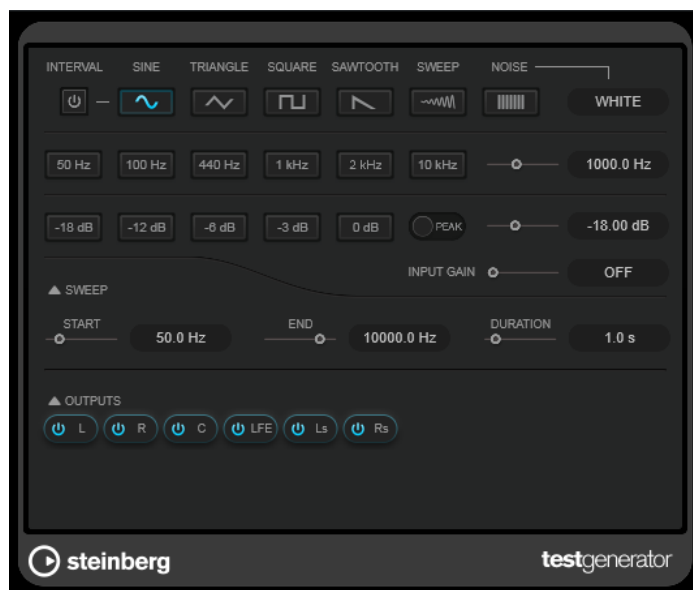 INTERVAL SINE TRIANGLE SQUARE SAWTOOTH SWEEP NOISE
WHITE
50 Hz 100 Hz 440 Hz 1 kHz 2 kHz 10 kHz 1000.0 Hz
-18 dB -12 dB -6 dB -3 dB 0 dB PEAK -18.00 dB
INPUT GAIN OFF
SWEEP
START 50.0 Hz END 10000.0 Hz DURATION 1.0 s
OUTPUTS
L R C LFE Ls Rs
steinberg testgenerator